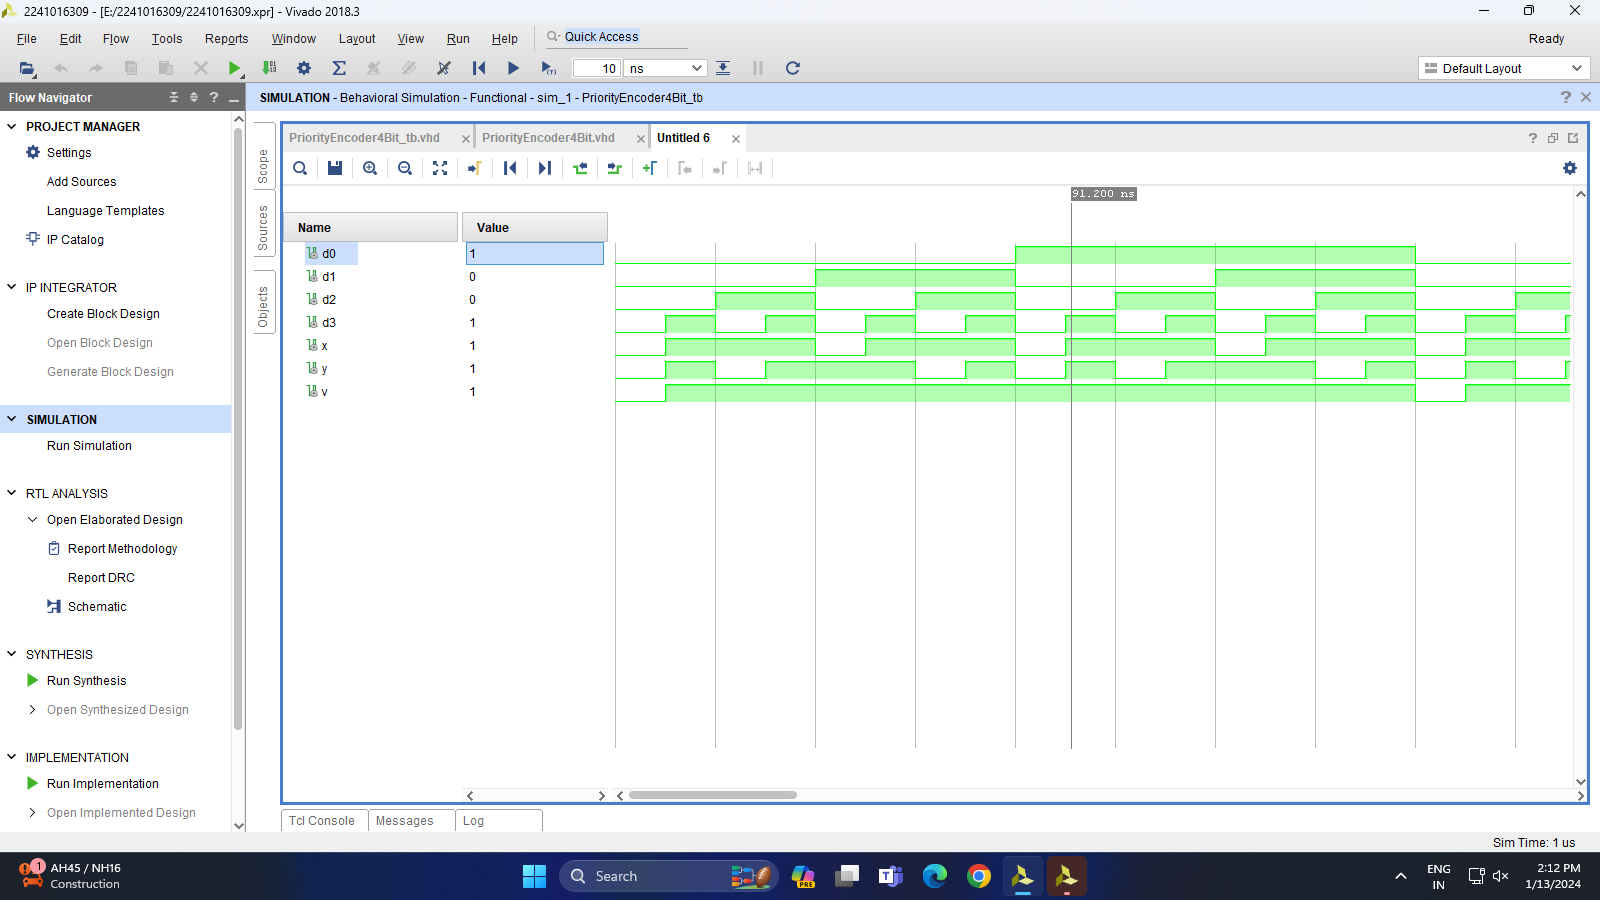 2241016309 - [E:/2241016309/2241016309.xpr] - Vivado 2018.3
File Edit Flow Tools Reports Window Layout View Run Help Quick Access Ready
10 ns Default Layout
Flow Navigator
SIMULATION - Behavioral Simulation - Functional - sim_1 - PriorityEncoder4Bit_tb
PROJECT MANAGER
Settings
Add Sources
Language Templates
IP Catalog
IP INTEGRATOR
Create Block Design
Open Block Design
Generate Block Design
SIMULATION
Run Simulation
RTL ANALYSIS
Open Elaborated Design
Report Methodology
Report DRC
Schematic
SYNTHESIS
Run Synthesis
Open Synthesized Design
IMPLEMENTATION
Run Implementation
Open Implemented Design
Scope
Sources
Objects
PriorityEncoder4Bit_tb.vhd PriorityEncoder4Bit.vhd Untitled 6
91.200 ns
Name Value
d0 1
d1 0
d2 0
d3 1
x 1
y 1
v 1
Tcl Console Messages Log
Sim Time: 1 us
1
AH45 / NH16
Construction
Search
PRE
ENG
IN
2:12 PM
1/13/2024